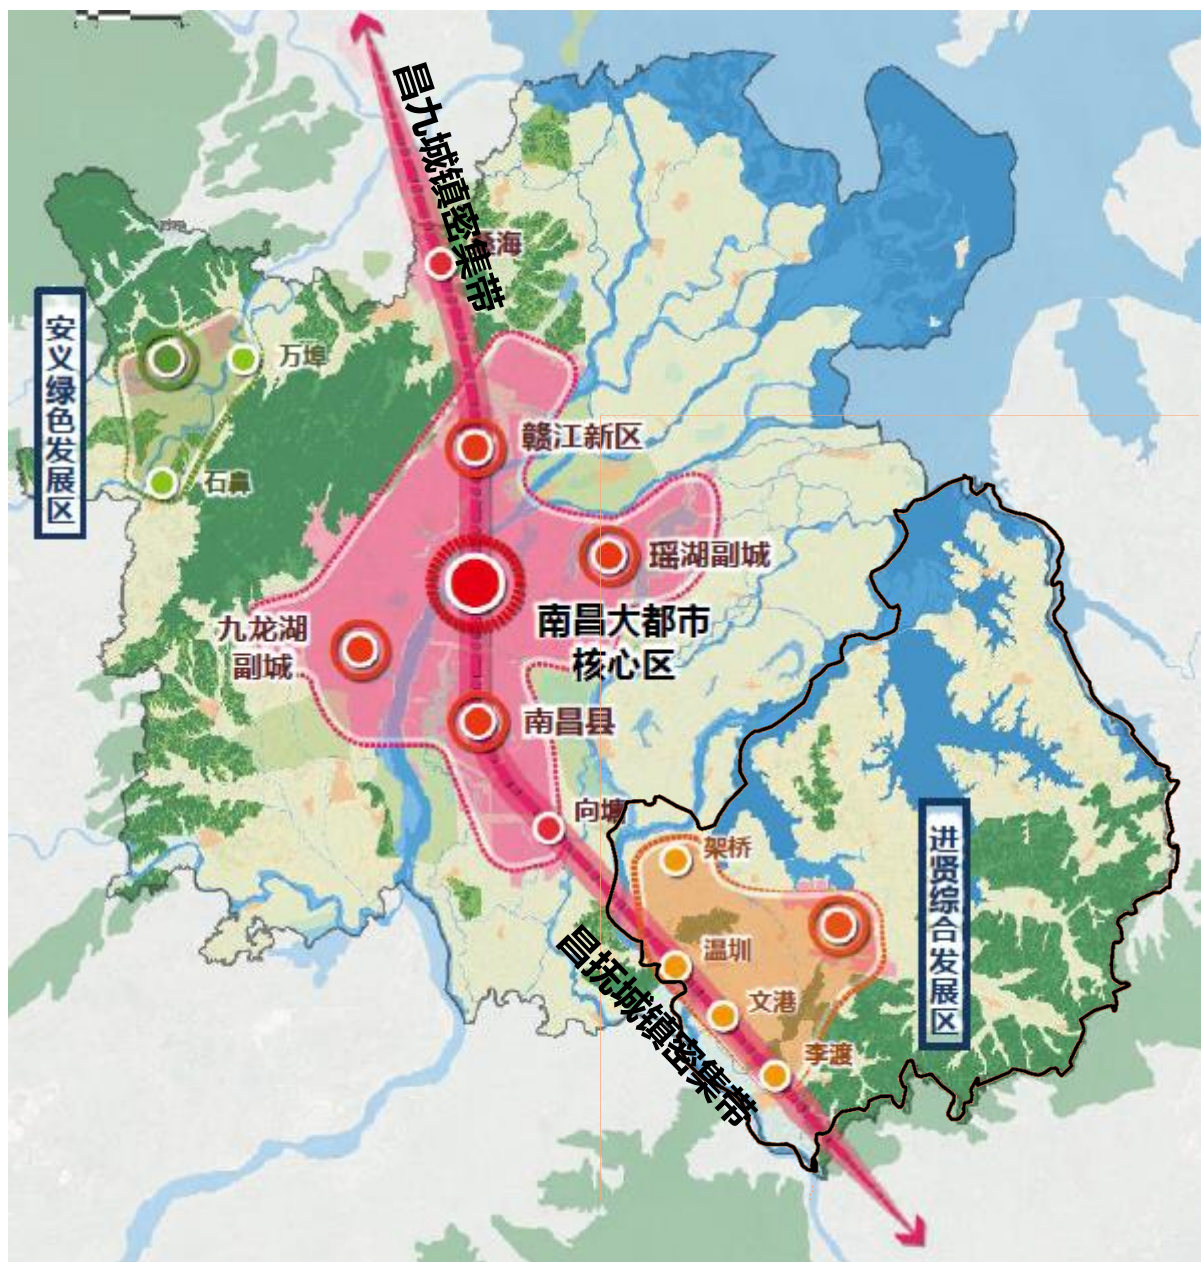 昌九城镇密集带
海
安义绿色发展区
万埠
石鼻
赣江新区
瑶湖副城
南昌大都市
核心区
九龙湖
副城
南昌县
向塘
架桥
进贤综合发展区
温圳
昌抚城镇密集带
文港
李渡